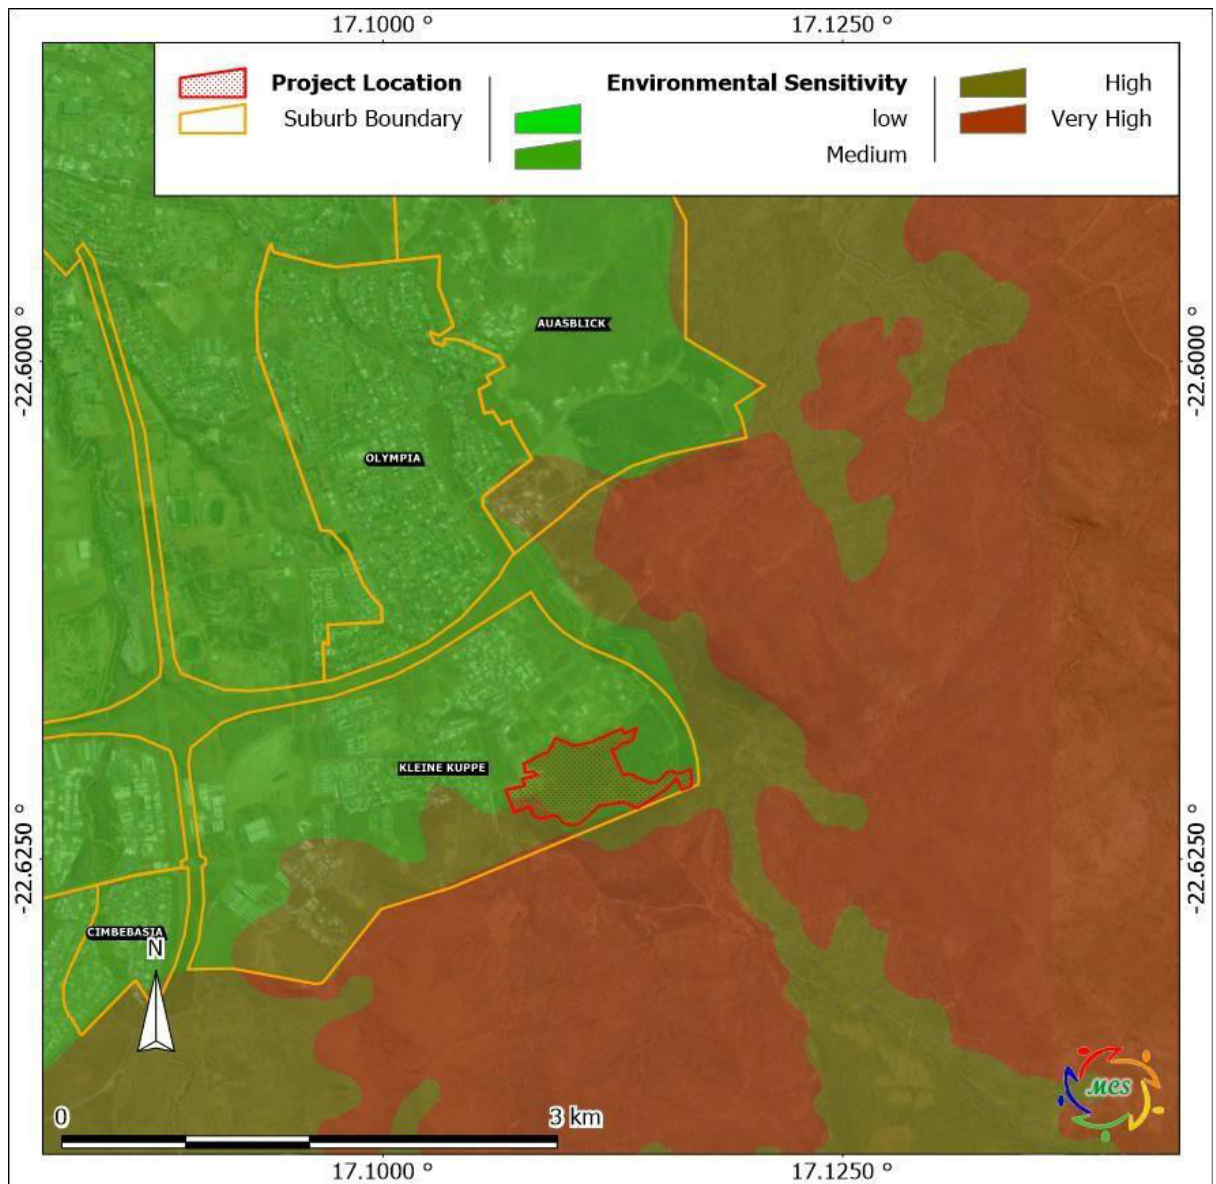 17.1000 °
17.1250 °
Project Location
Suburb Boundary
Environmental Sensitivity
low
Medium
High
Very High
-22.6000 °
-22.6000 °
AUASBLICK
OLYMPIA
KLEINE KUPPE
-22.6250 °
-22.6250 °
CIMBEBASIA
N
MCS
0
3 km
17.1000 °
17.1250 °